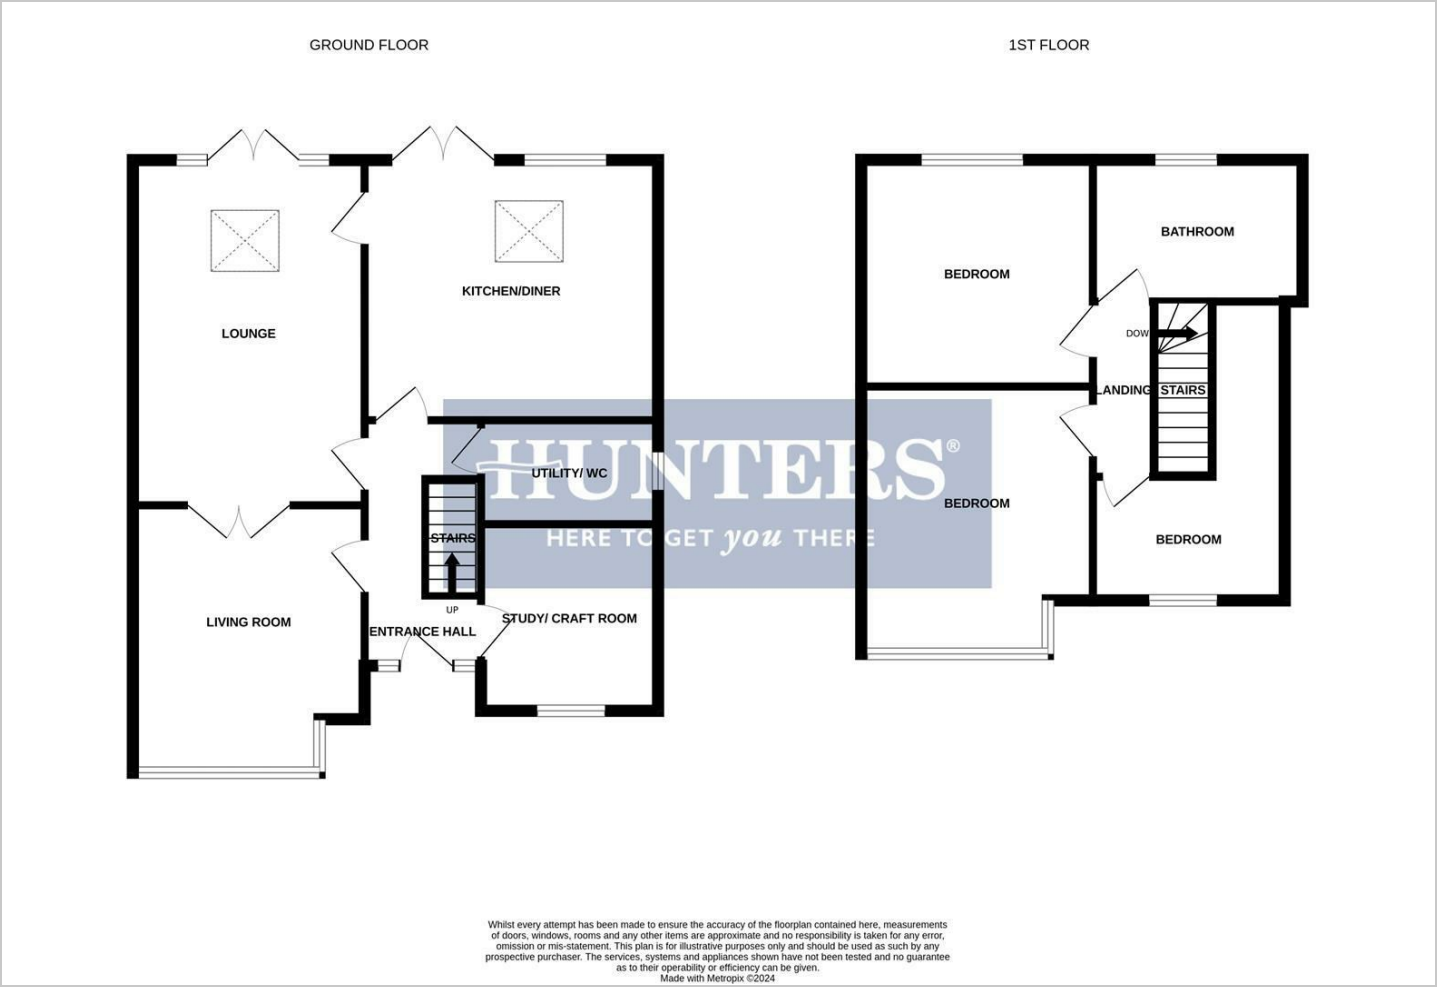 GROUND FLOOR
1ST FLOOR
LOUNGE
KITCHEN/DINER
UTILITY/ WC
STAIRS
UP
STUDY/ CRAFT ROOM
LIVING ROOM
ENTRANCE HALL
BEDROOM
BATHROOM
DOW
LANDING
STAIRS
BEDROOM
BEDROOM
HUNTERS®
HERE TO GET you THERE
Whilst every attempt has been made to ensure the accuracy of the floorplan contained here, measurements
of doors, windows, rooms and any other items are approximate and no responsibility is taken for any error,
omission or mis-statement. This plan is for illustrative purposes only and should be used as such by any
prospective purchaser. The services, systems and appliances shown have not been tested and no guarantee
as to their operability or efficiency can be given.
Made with Metropix ©2024